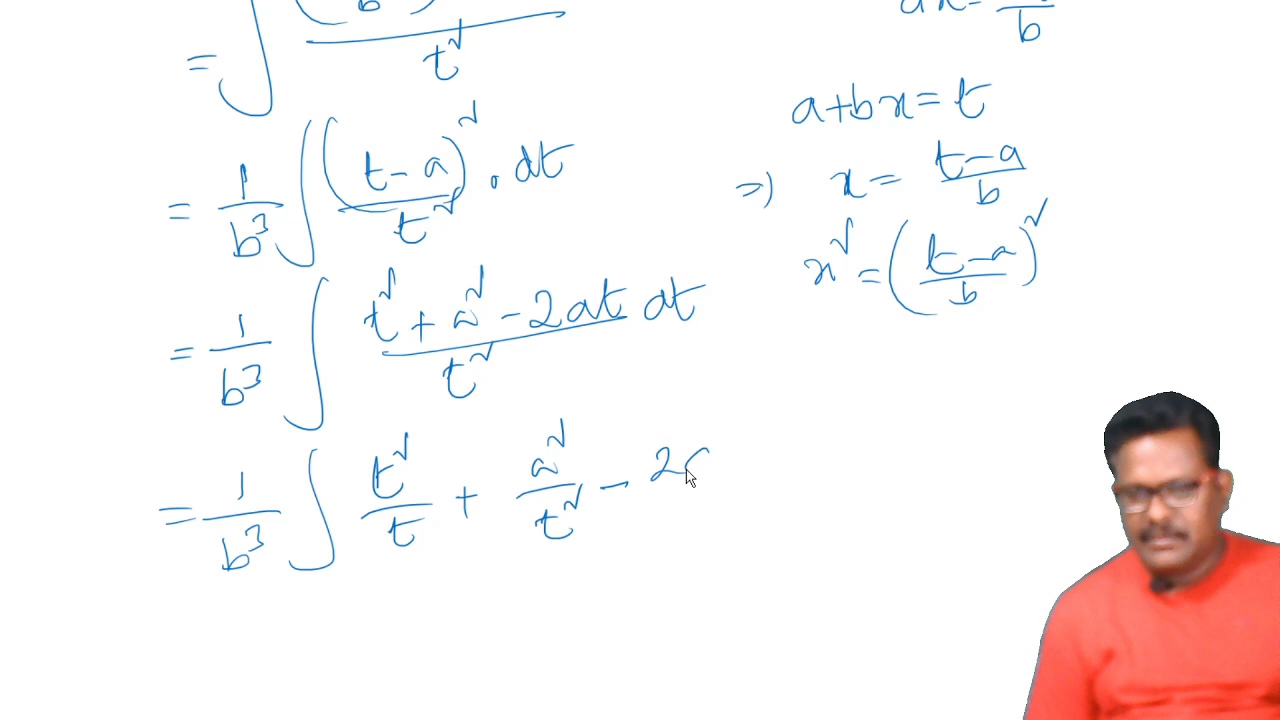 = ∫ t²
= 1/b³ ∫ (t-a)²/t² . dt
= 1/b³ ∫ t² + a² - 2at/t² dt
= 1/b³ ∫ t²/t + a²/t² - 2
b
a+bx = t
=) x = t-a/b
x² = (t-a/b)²